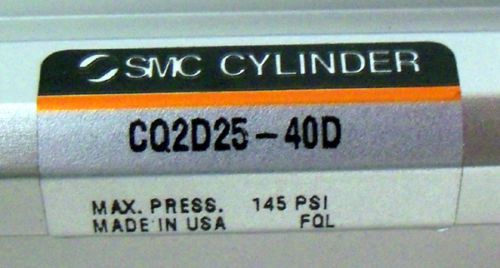 SMC CYLINDER
CQ2D25-40D
MAX. PRESS. 145 PSI
MADE IN USA FQL